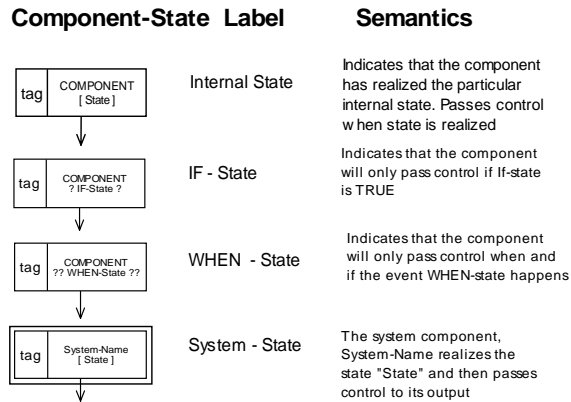 Component-State Label Semantics
tag
COMPONENT
[ State ]
Internal State
Indicates that the component
has realized the particular
internal state. Passes control
when state is realized
tag
COMPONENT
? IF-State ?
IF - State
Indicates that the component
will only pass control if If-state
is TRUE
tag
COMPONENT
?? WHEN-State ??
WHEN - State
Indicates that the component
will only pass control when and
if the event WHEN-state happens
tag
System-Name
[ State ]
System - State
The system component,
System-Name realizes the
state "State" and then passes
control to its output